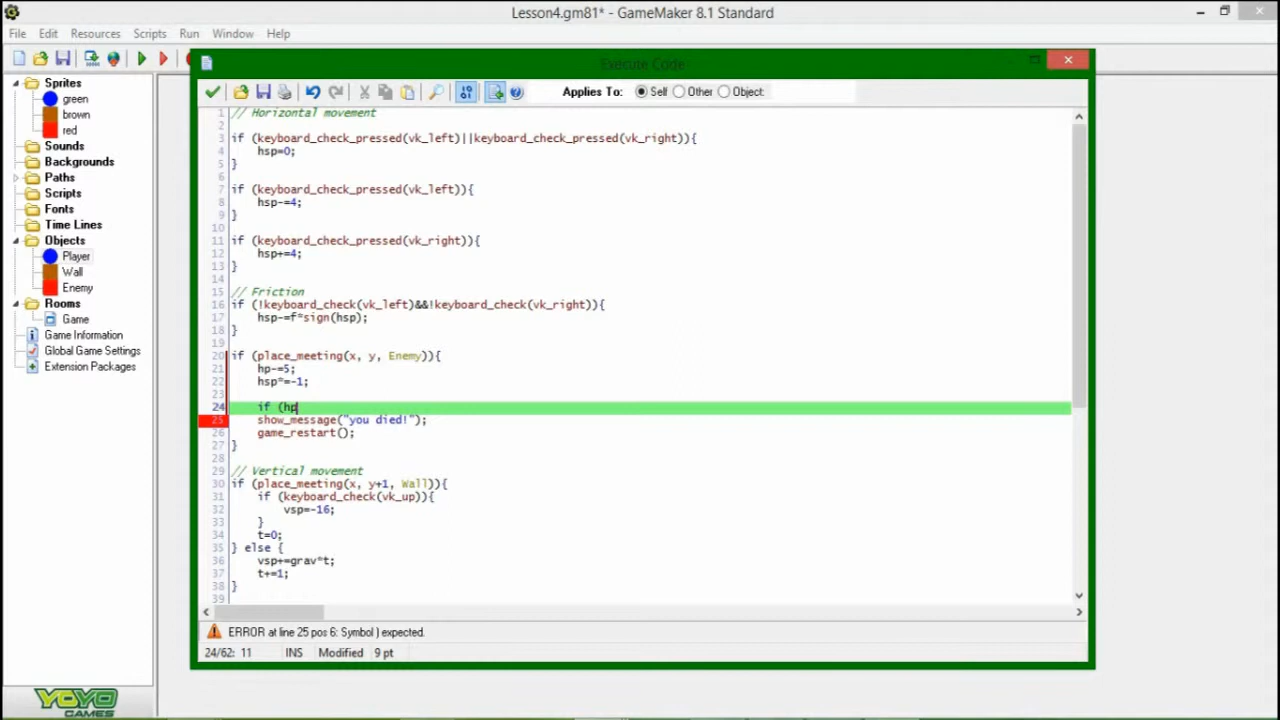 Lesson4.gm81* - GameMaker 8.1 Standard
File Edit Resources Scripts Run Window Help
Execute Code
Applies To: Self Other Object:
Sprites
green
brown
red
Sounds
Backgrounds
Paths
Scripts
Fonts
Time Lines
Objects
Player
Wall
Enemy
Rooms
Game
Game Information
Global Game Settings
Extension Packages
1 // Horizontal movement
2
3 if (keyboard_check_pressed(vk_left)||keyboard_check_pressed(vk_right)){
4 hsp=0;
5 }
6
7 if (keyboard_check_pressed(vk_left)){
8 hsp-=4;
9 }
10
11 if (keyboard_check_pressed(vk_right)){
12 hsp+=4;
13 }
14
15 // Friction
16 if (!keyboard_check(vk_left)&&!keyboard_check(vk_right)){
17 hsp-=f*sign(hsp);
18 }
19
20 if (place_meeting(x, y, Enemy)){
21 hp-=5;
22 hsp*=-1;
23
24 if (hp
25 show_message("you died!");
26 game_restart();
27 }
28
29 // Vertical movement
30 if (place_meeting(x, y+1, Wall)){
31 if (keyboard_check(vk_up)){
32 vsp=-16;
33 }
34 t=0;
35 } else {
36 vsp+=grav*t;
37 t+=1;
38 }
39
ERROR at line 25 pos 6: Symbol ) expected.
24/62: 11 INS Modified 9 pt
YOYO
GAMES